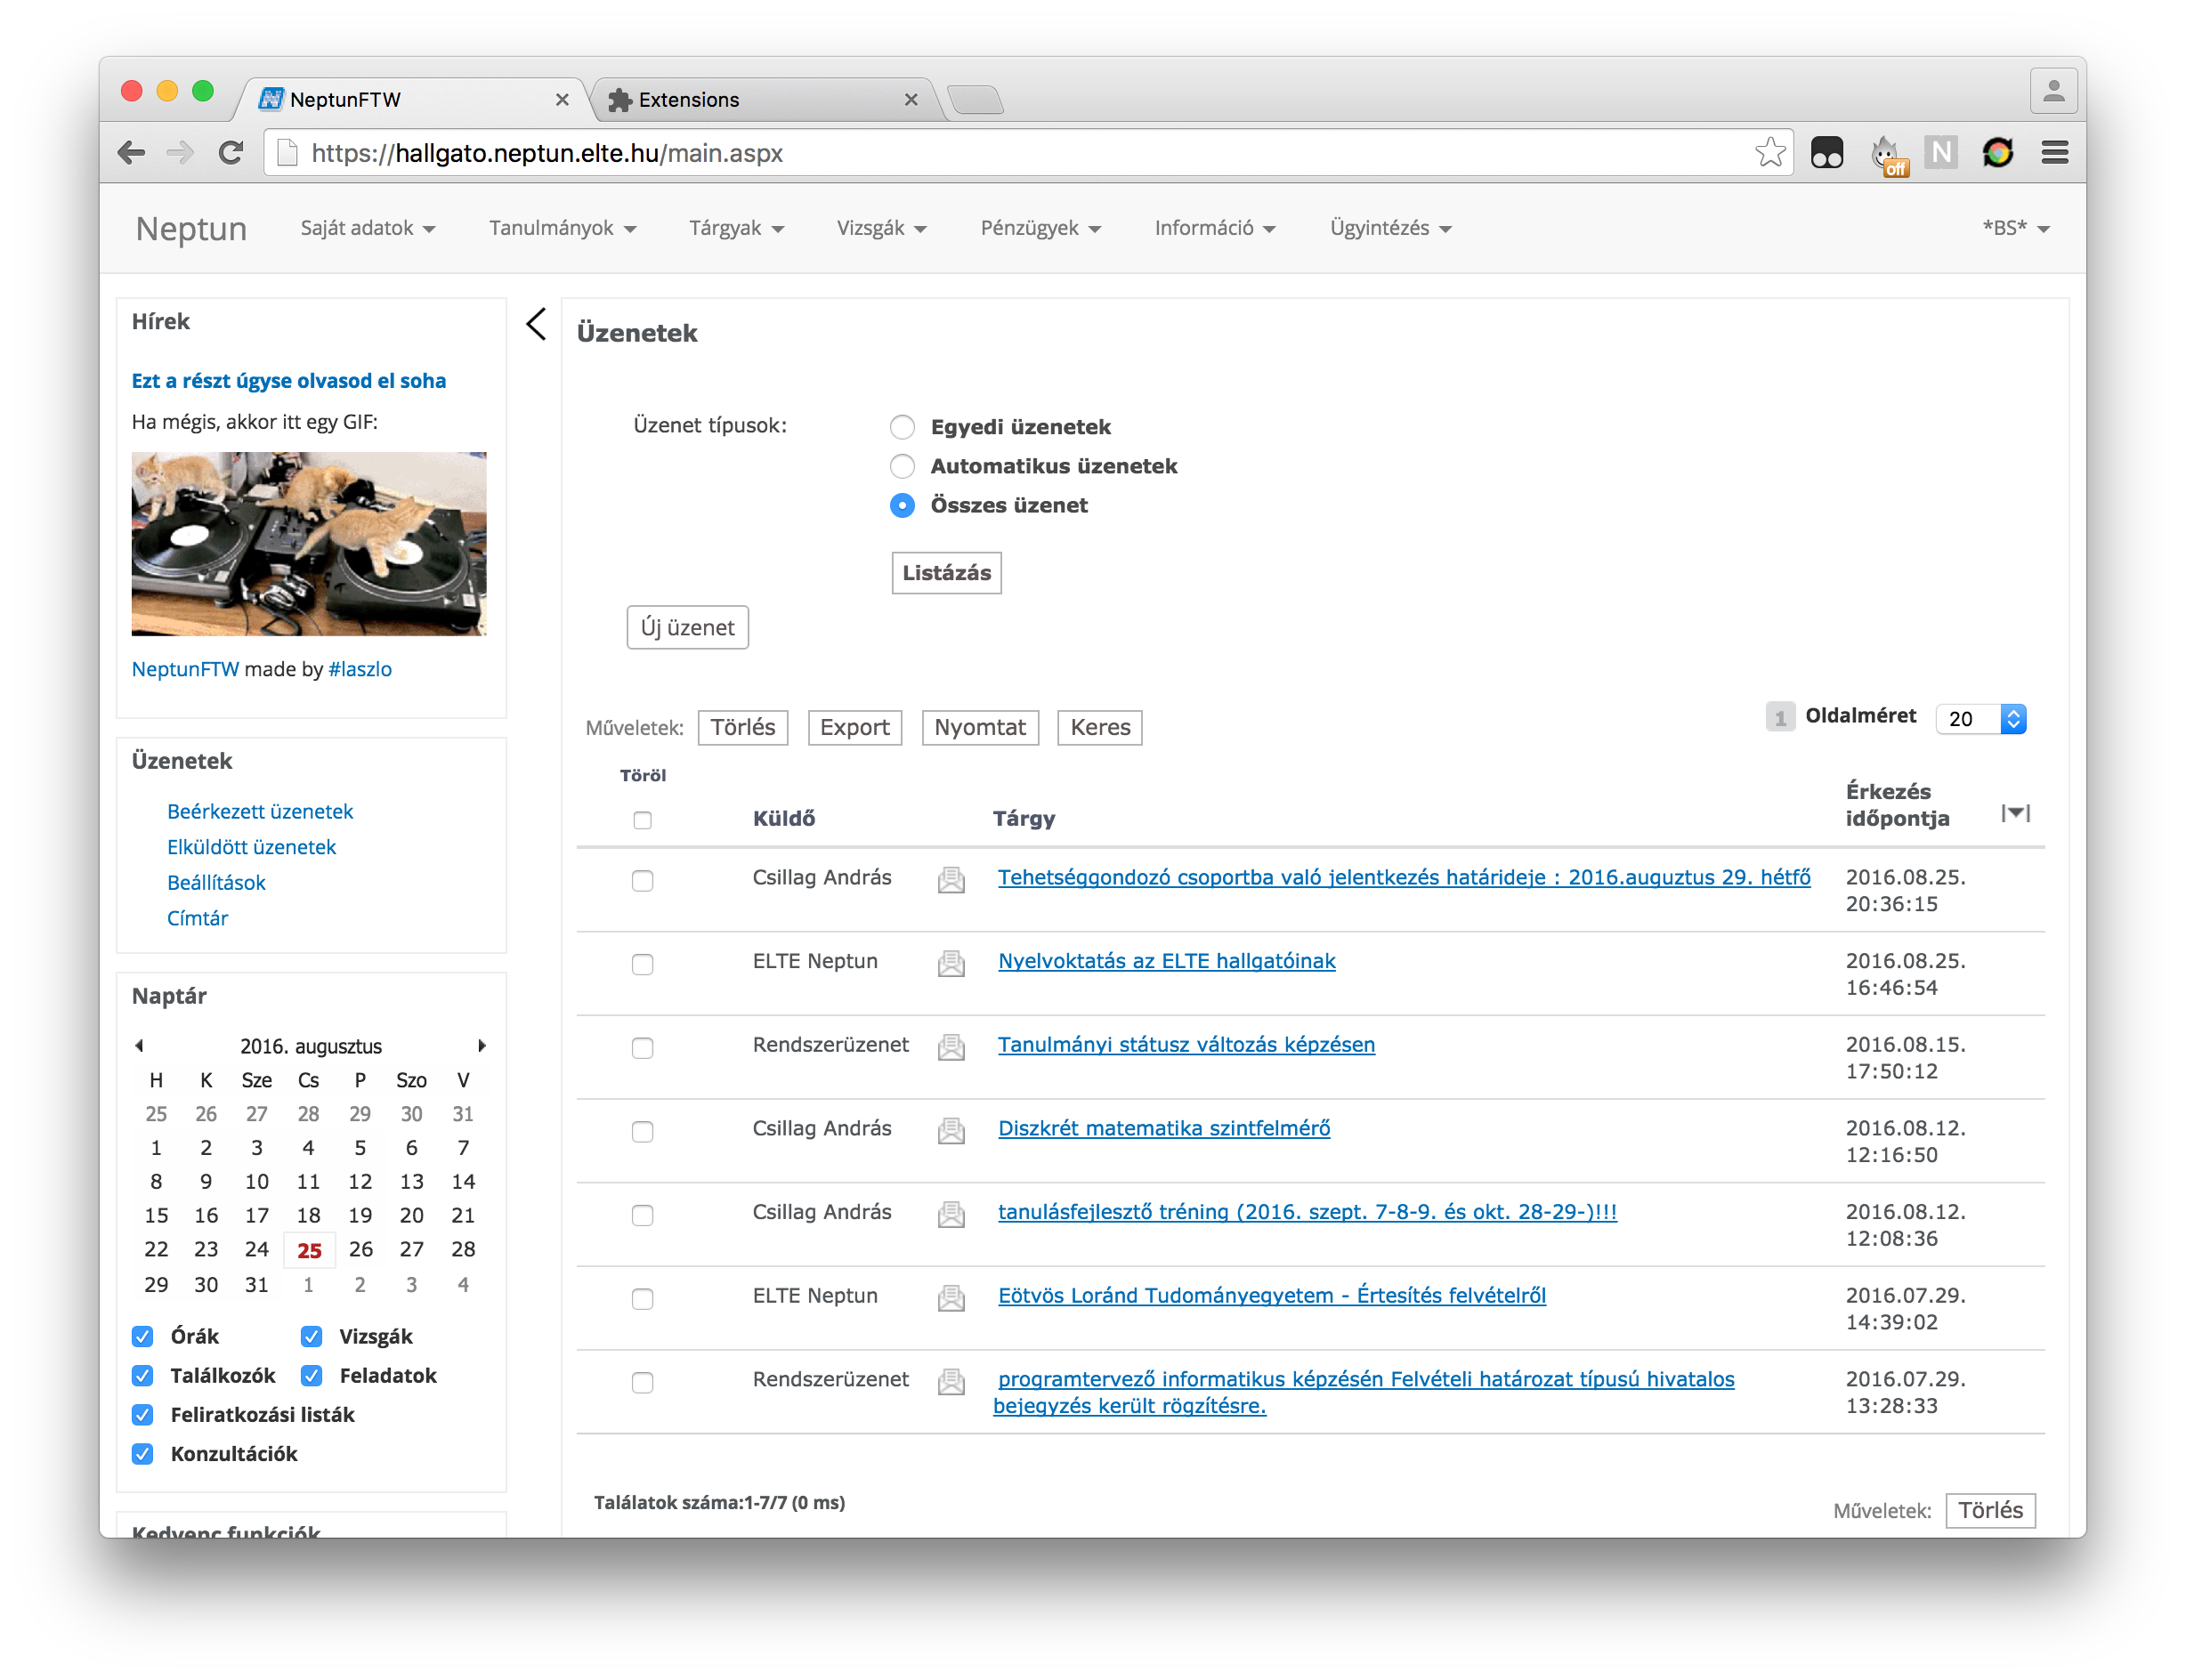 NeptunFTW
Extensions
https://hallgato.neptun.elte.hu/main.aspx
off
N
Neptun
Saját adatok
Tanulmányok
Tárgyak
Vizsgák
Pénzügyek
Információ
Ügyintézés
*BS*
Hírek
Ezt a részt úgyse olvasod el soha
Ha mégis, akkor itt egy GIF:
NeptunFTW made by #laszlo
Üzenetek
Beérkezett üzenetek
Elküldött üzenetek
Beállítások
Címtár
Naptár
2016. augusztus
H K Sze Cs P Szo V
25 26 27 28 29 30 31
1 2 3 4 5 6 7
8 9 10 11 12 13 14
15 16 17 18 19 20 21
22 23 24 25 26 27 28
29 30 31 1 2 3 4
Órák Vizsgák
Találkozók Feladatok
Feliratkozási listák
Konzultációk
Kedvenc funkciók
Üzenetek
Üzenet típusok:
Egyedi üzenetek
Automatikus üzenetek
Összes üzenet
Listázás
Új üzenet
Műveletek: Törlés Export Nyomtat Keres
1 Oldalméret 20
Töröl
Küldő
Tárgy
Érkezés
időpontja
Csillag András Tehetséggondozó csoportba való jelentkezés határideje : 2016.auguztus 29. hétfő 2016.08.25.
20:36:15
ELTE Neptun Nyelvoktatás az ELTE hallgatóinak 2016.08.25.
16:46:54
Rendszerüzenet Tanulmányi státusz változás képzésen 2016.08.15.
17:50:12
Csillag András Diszkrét matematika szintfelmérő 2016.08.12.
12:16:50
Csillag András tanulásfejlesztő tréning (2016. szept. 7-8-9. és okt. 28-29-)!!! 2016.08.12.
12:08:36
ELTE Neptun Eötvös Loránd Tudományegyetem - Értesítés felvételről 2016.07.29.
14:39:02
Rendszerüzenet programtervező informatikus képzésén Felvételi határozat típusú hivatalos 2016.07.29.
bejegyzés került rögzítésre. 13:28:33
Találatok száma:1-7/7 (0 ms)
Műveletek: Törlés